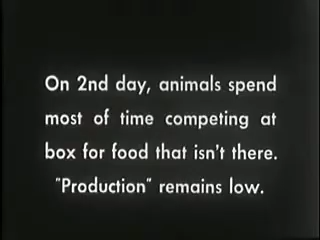 On 2nd day, animals spend
most of time competing at
box for food that isn't there.
"Production" remains low.